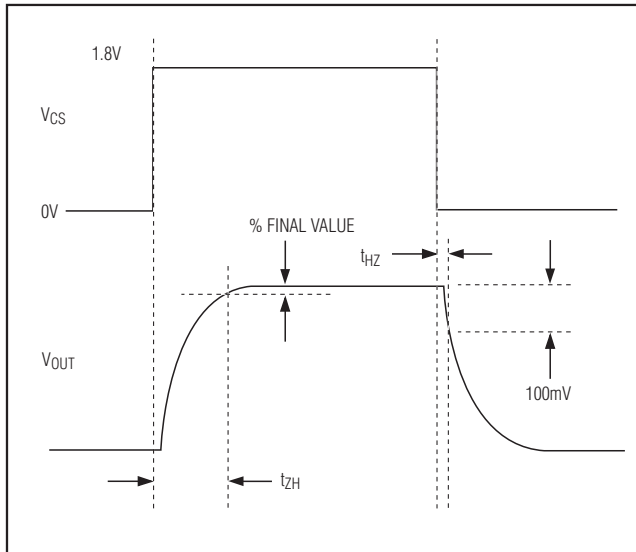 1.8V
VCS
0V
% FINAL VALUE
tHZ
VOUT
100mV
tZH